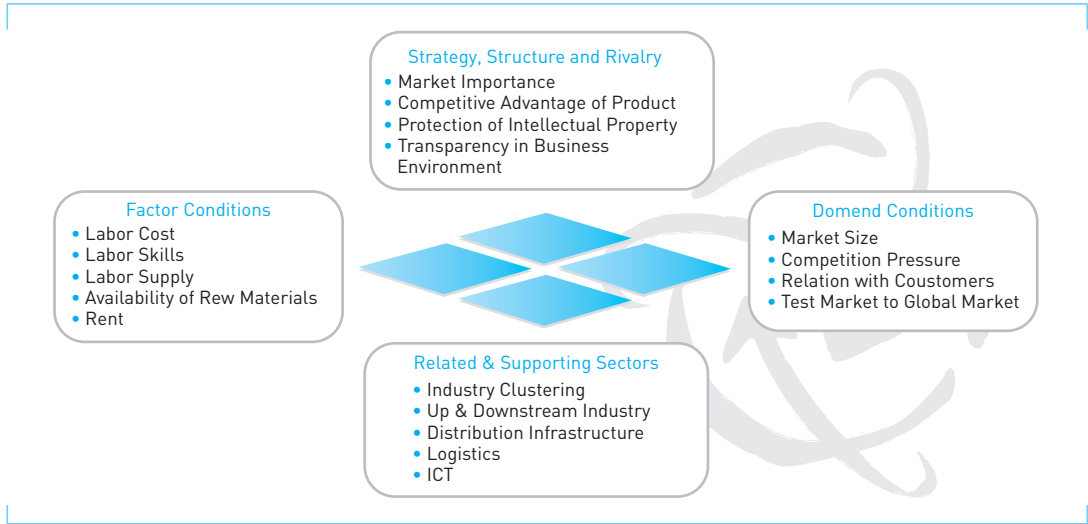 Strategy, Structure and Rivalry
• Market Importance
• Competitive Advantage of Product
• Protection of Intellectual Property
• Transparency in Business
Environment
Factor Conditions
• Labor Cost
• Labor Skills
• Labor Supply
• Availability of Rew Materials
• Rent
Domend Conditions
• Market Size
• Competition Pressure
• Relation with Coustomers
• Test Market to Global Market
Related & Supporting Sectors
• Industry Clustering
• Up & Downstream Industry
• Distribution Infrastructure
• Logistics
• ICT